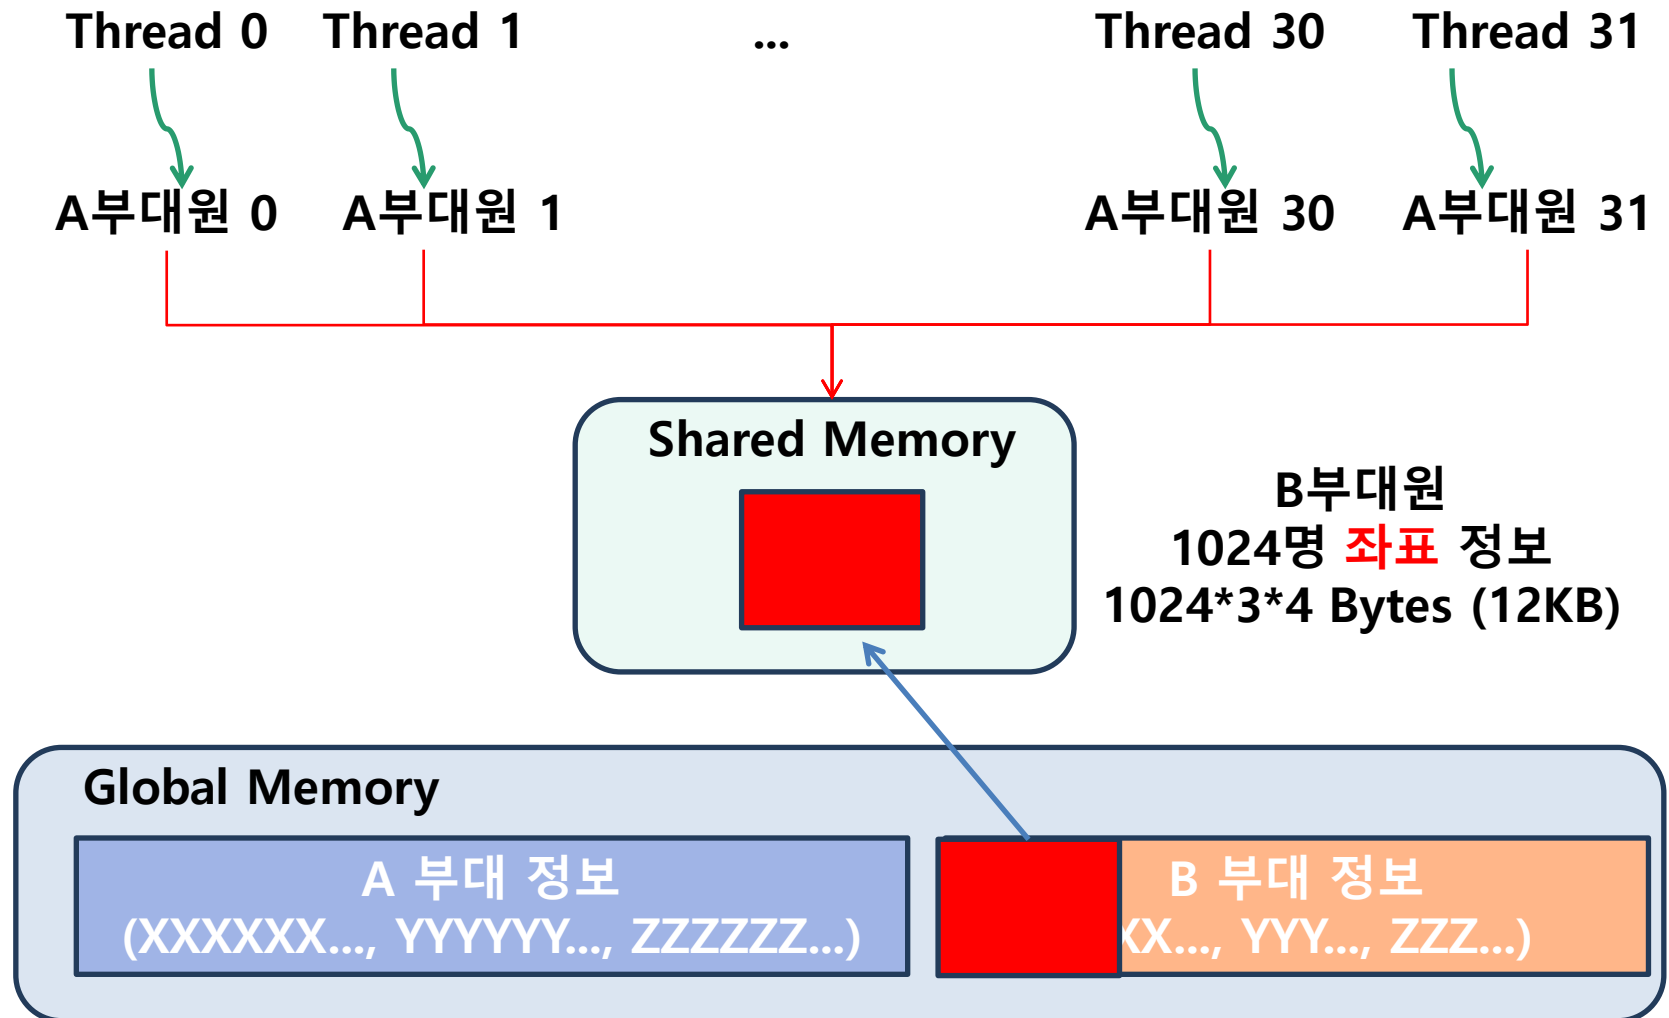 Thread 0 Thread 1 ... Thread 30 Thread 31
A부대원 0 A부대원 1 A부대원 30 A부대원 31
Shared Memory
B부대원
1024명 좌표 정보
1024*3*4 Bytes (12KB)
Global Memory
A 부대 정보
(XXXXXX..., YYYYYY..., ZZZZZZ...)
B 부대 정보
XX..., YYY..., ZZZ...)